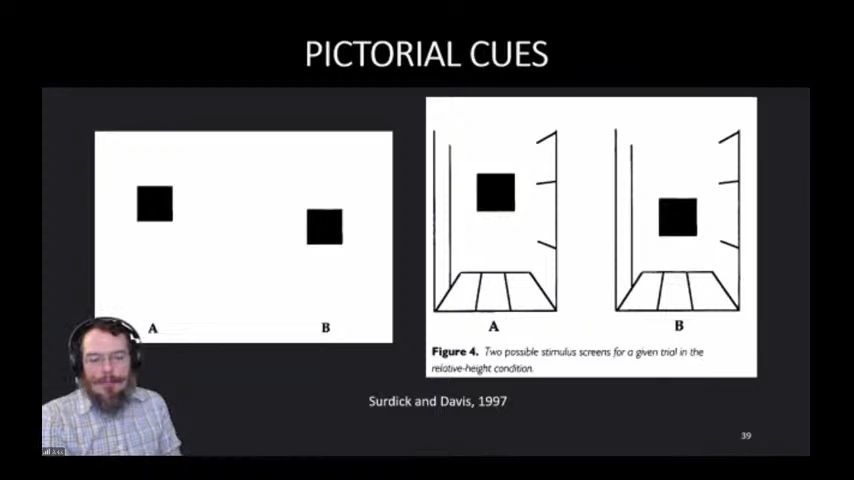 PICTORIAL CUES
A B
A B
Figure 4. Two possible stimulus screens for a given trial in the
relative-height condition.
Surdick and Davis, 1997
39